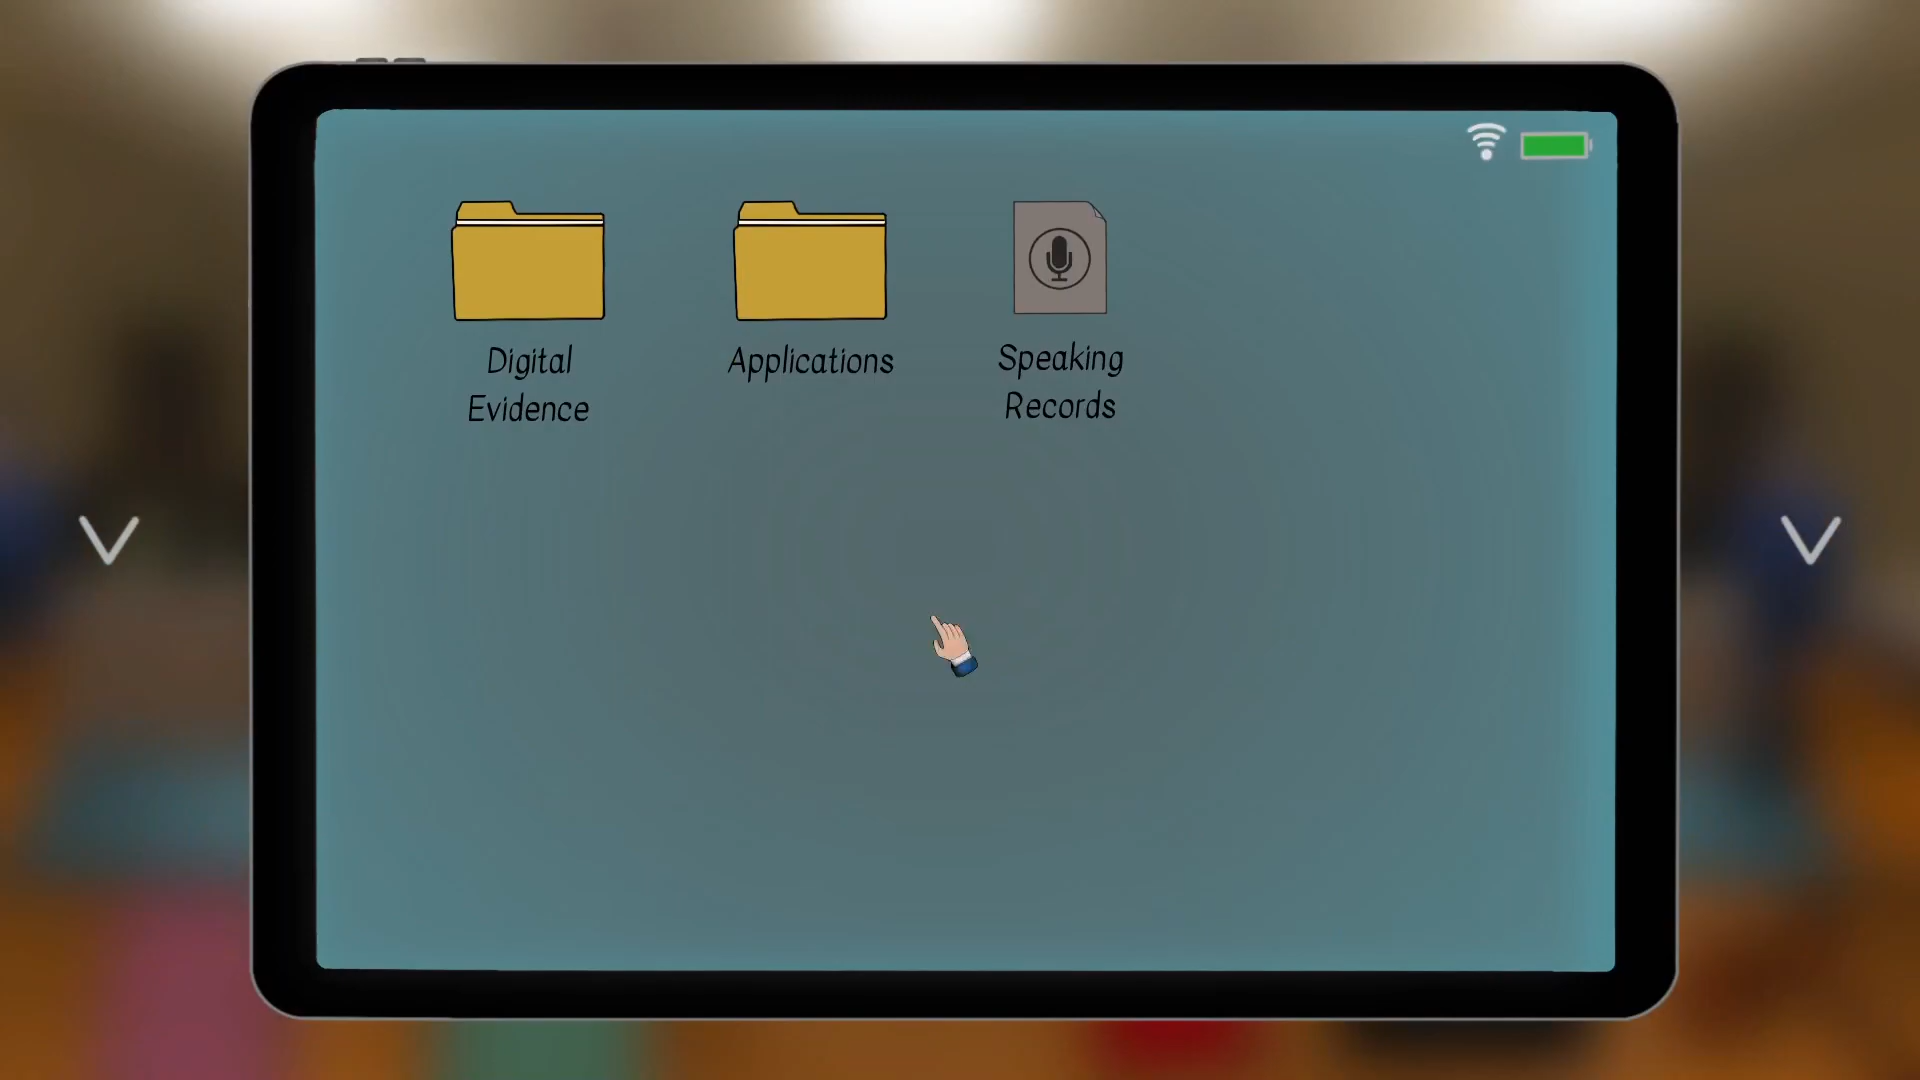 Digital
Evidence
Applications
Speaking
Records